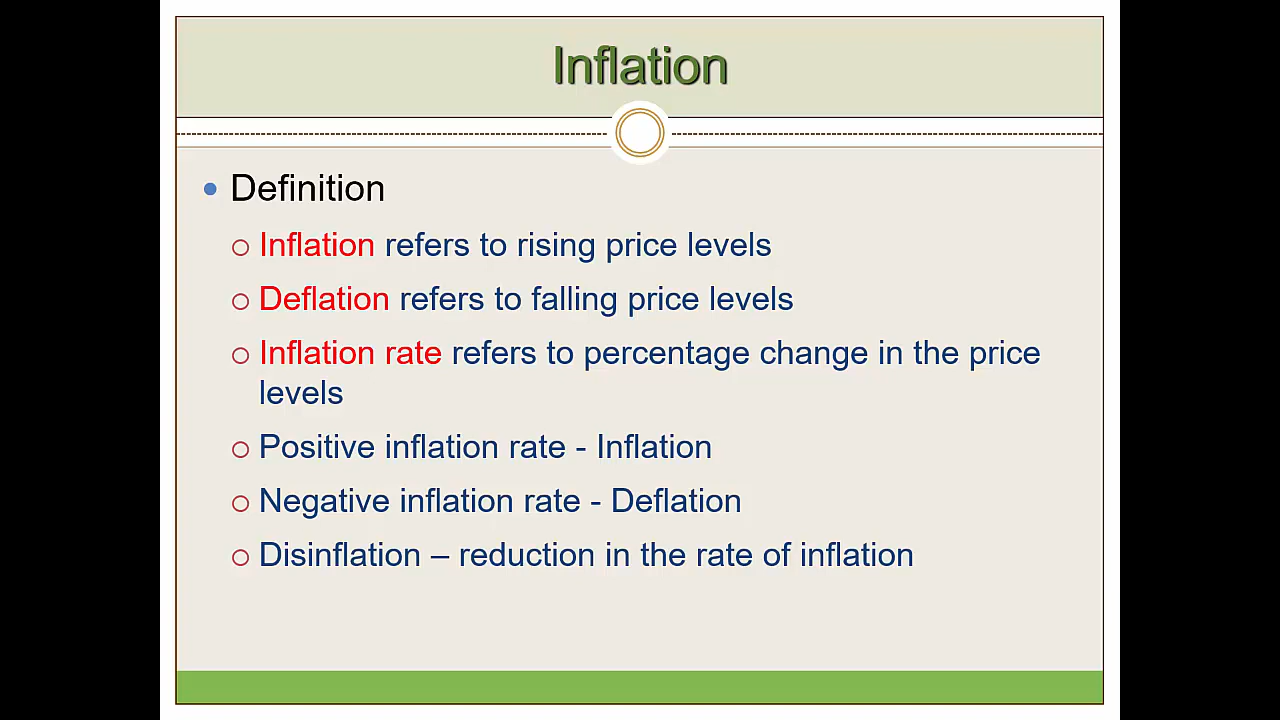 Inflation
Definition
Inflation refers to rising price levels
Deflation refers to falling price levels
Inflation rate refers to percentage change in the price
levels
Positive inflation rate - Inflation
Negative inflation rate - Deflation
Disinflation – reduction in the rate of inflation